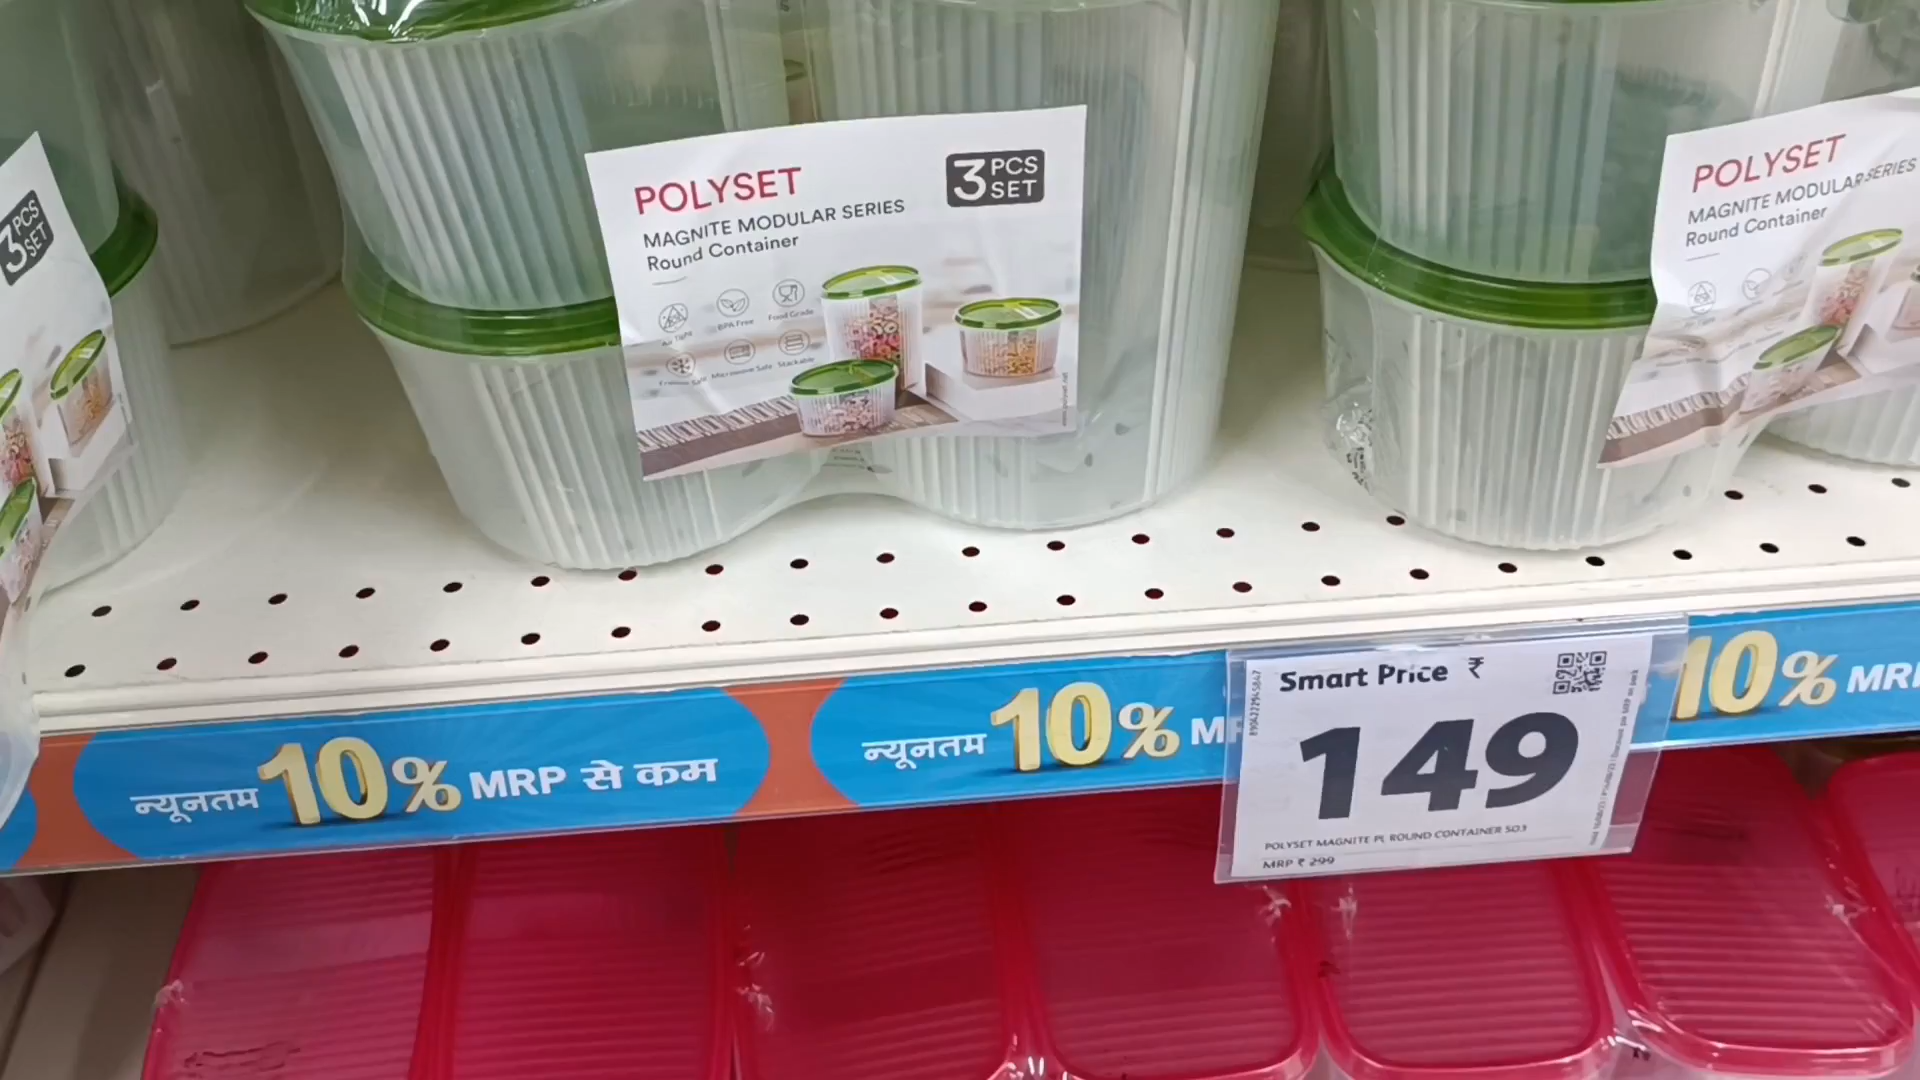 3 PCS
SET
POLYSET
MAGNITE MODULAR SERIES
Round Container
3 PCS
SET
Air Tight
BPA Free
Food Grade
Freezer Safe
Microwave Safe
Stackable
POLYSET
MAGNITE MODULAR SERIES
Round Container
न्यूनतम 10% MRP से कम
न्यूनतम 10% M
Smart Price ₹
149
POLYSET MAGNITE PL ROUND CONTAINER SO3
MRP ₹ 299
10% MRP